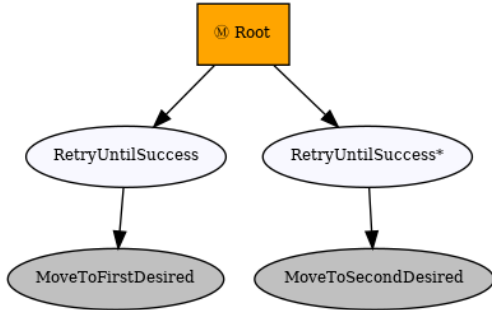 Ⓜ Root
RetryUntilSuccess
RetryUntilSuccess*
MoveToFirstDesired
MoveToSecondDesired